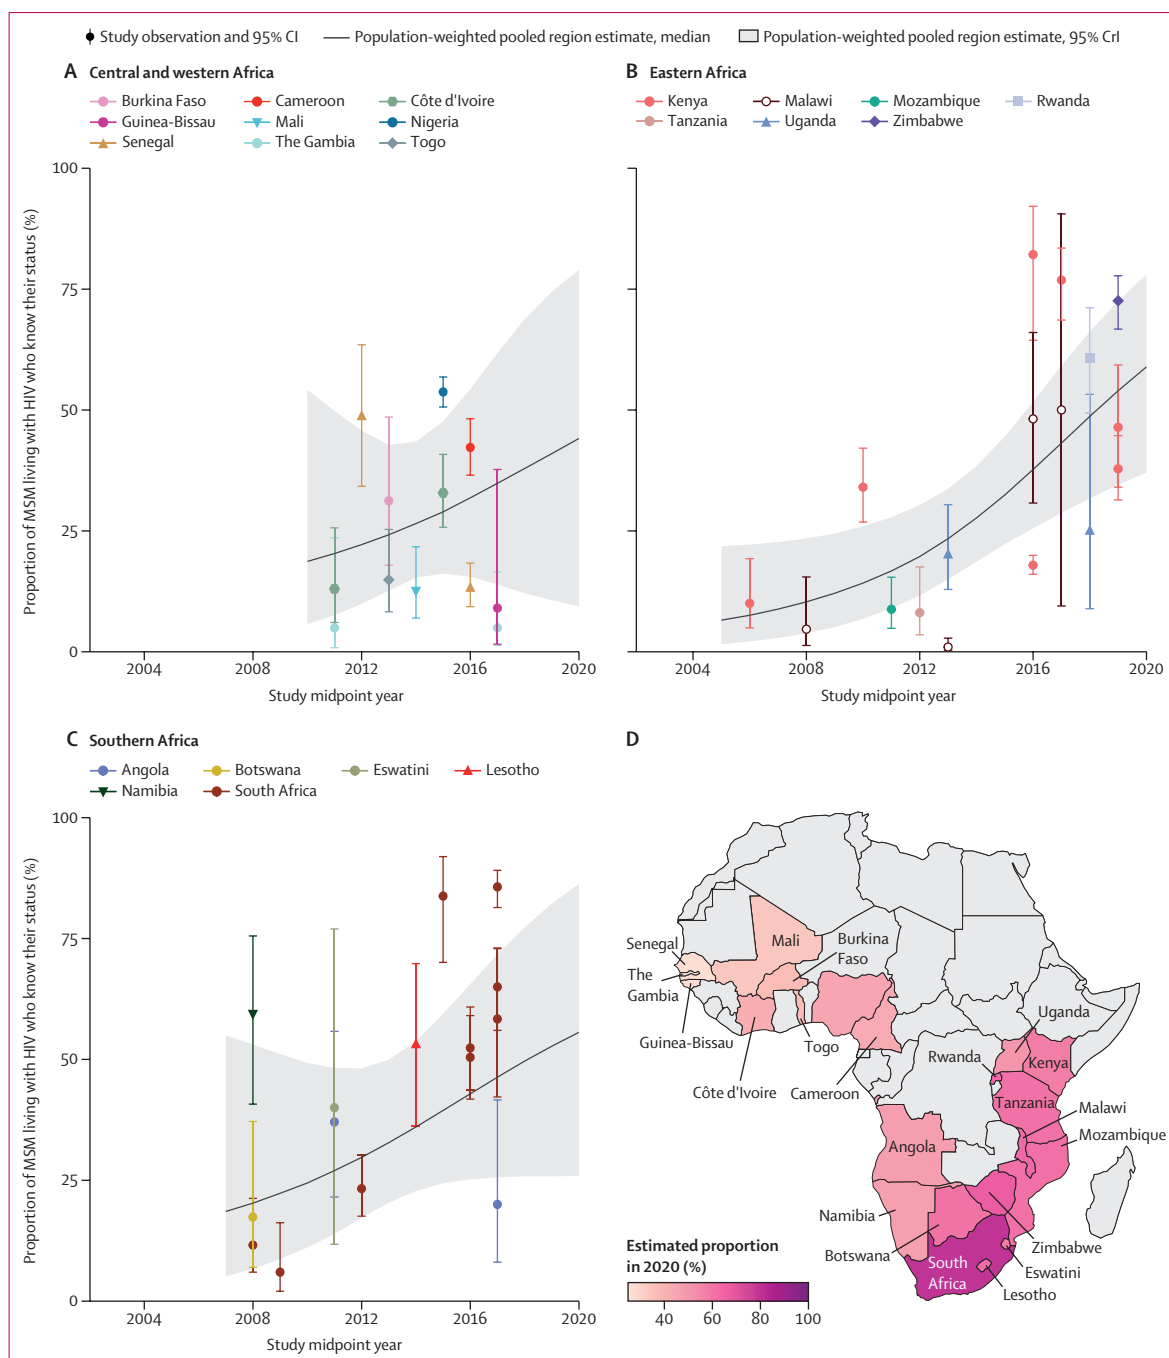 Study observation and 95% CI
Population-weighted pooled region estimate, median
Population-weighted pooled region estimate, 95% CrI
A Central and western Africa
Burkina Faso
Cameroon
Côte d'Ivoire
Guinea-Bissau
Mali
Nigeria
Senegal
The Gambia
Togo
Proportion of MSM living with HIV who know their status (%)
100
75
50
25
0
2004
2008
2012
2016
2020
Study midpoint year
B Eastern Africa
Kenya
Malawi
Mozambique
Rwanda
Tanzania
Uganda
Zimbabwe
2004
2008
2012
2016
2020
Study midpoint year
C Southern Africa
Angola
Botswana
Eswatini
Lesotho
Namibia
South Africa
Proportion of MSM living with HIV who know their status (%)
100
75
50
25
0
2004
2008
2012
2016
2020
Study midpoint year
D
Senegal
Mali
Burkina
Faso
The
Gambia
Guinea-Bissau
Togo
Côte d'Ivoire
Cameroon
Uganda
Rwanda
Kenya
Tanzania
Malawi
Mozambique
Angola
Namibia
Botswana
Zimbabwe
Eswatini
Lesotho
South
Africa
Estimated proportion
in 2020 (%)
40
60
80
100